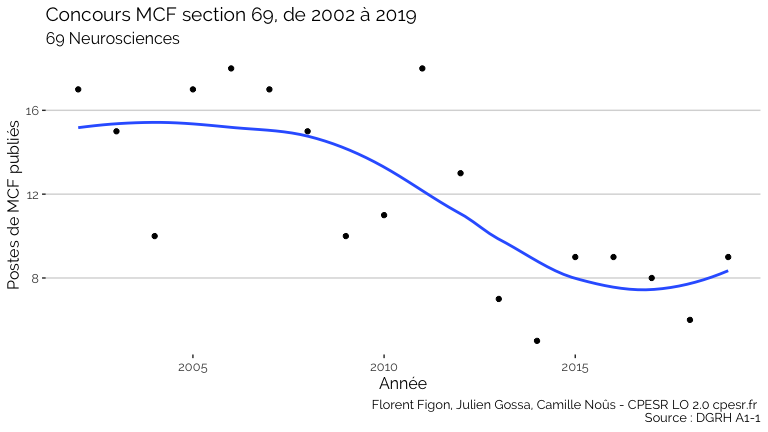 Concours MCF section 69, de 2002 à 2019
69 Neurosciences
Postes de MCF publiés
16
12
8
2005 2010 2015
Année
Florent Figon, Julien Gossa, Camille Noûs - CPESR LO 2.0 cpesr.fr
Source : DGRH A1-1